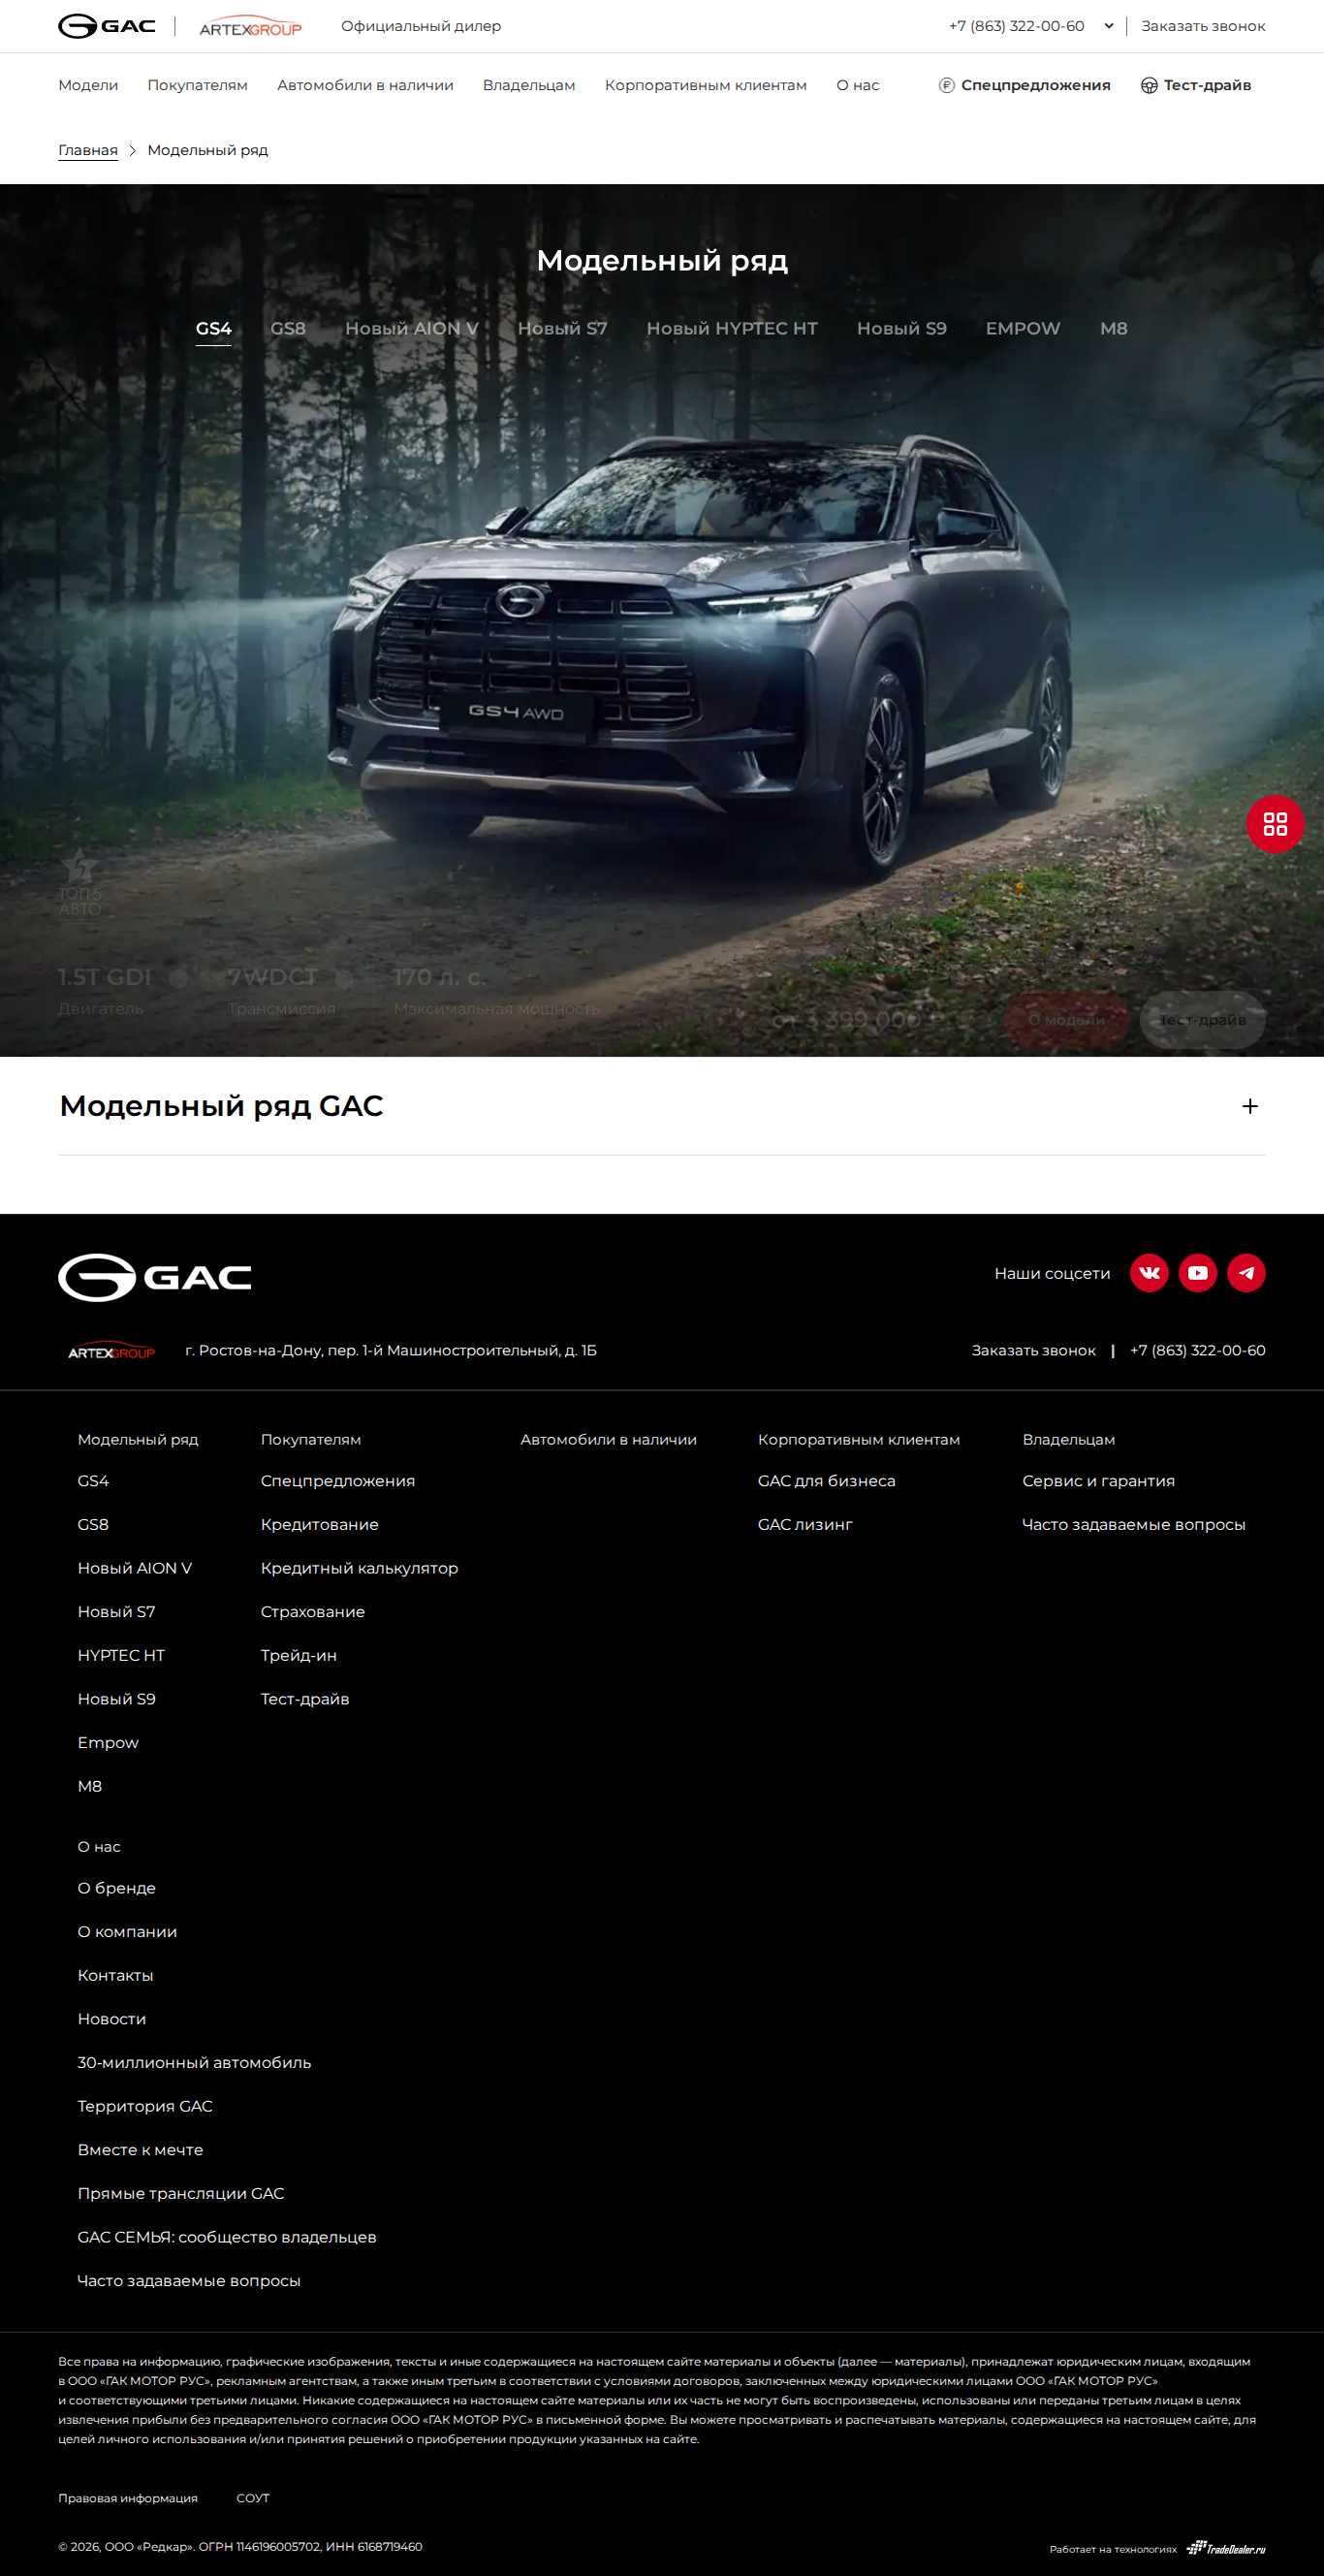 GAC
ARTEXGROUP
Официальный дилер
+7 (863) 322-00-60
Заказать звонок
Модели
Покупателям
Автомобили в наличии
Владельцам
Корпоративным клиентам
О нас
Спецпредложения
Тест-драйв
Главная
Модельный ряд
Модельный ряд
GS4
GS8
Новый AION V
Новый S7
Новый HYPTEC HT
Новый S9
EMPOW
M8
GS4 AWD
ТОП 5
АВТО
1.5T GDI
7WDCT
170 л. с.
Двигатель
Трансмиссия
Максимальная мощность
О модели
Тест-драйв
Модельный ряд GAC
GAC
Наши соцсети
ARTEXGROUP
г. Ростов-на-Дону, пер. 1-й Машиностроительный, д. 1Б
Заказать звонок | +7 (863) 322-00-60
Модельный ряд
GS4
GS8
Новый AION V
Новый S7
HYPTEC HT
Новый S9
Empow
M8
Покупателям
Спецпредложения
Кредитование
Кредитный калькулятор
Страхование
Трейд-ин
Тест-драйв
Автомобили в наличии
Корпоративным клиентам
GAC для бизнеса
GAC лизинг
Владельцам
Сервис и гарантия
Часто задаваемые вопросы
О нас
О бренде
О компании
Контакты
Новости
30-миллионный автомобиль
Территория GAC
Вместе к мечте
Прямые трансляции GAC
GAC СЕМЬЯ: сообщество владельцев
Часто задаваемые вопросы
Все права на информацию, графические изображения, тексты и иные содержащиеся на настоящем сайте материалы и объекты (далее — материалы), принадлежат юридическим лицам, входящим
в ООО «ГАК МОТОР РУС», рекламным агентствам, а также иным третьим в соответствии с условиями договоров, заключенных между юридическими лицами ООО «ГАК МОТОР РУС»
и соответствующими третьими лицами. Никакие содержащиеся на настоящем сайте материалы или их часть не могут быть воспроизведены, использованы или переданы третьим лицам в целях
извлечения прибыли без предварительного согласия ООО «ГАК МОТОР РУС» в письменной форме. Вы можете просматривать и распечатывать материалы, содержащиеся на настоящем сайте, для
целей личного использования и/или принятия решений о приобретении продукции указанных на сайте.
Правовая информация
СОУТ
© 2026, ООО «Редкар». ОГРН 1146196005702, ИНН 6168719460
Работает на технологиях
TradeDealer.ru